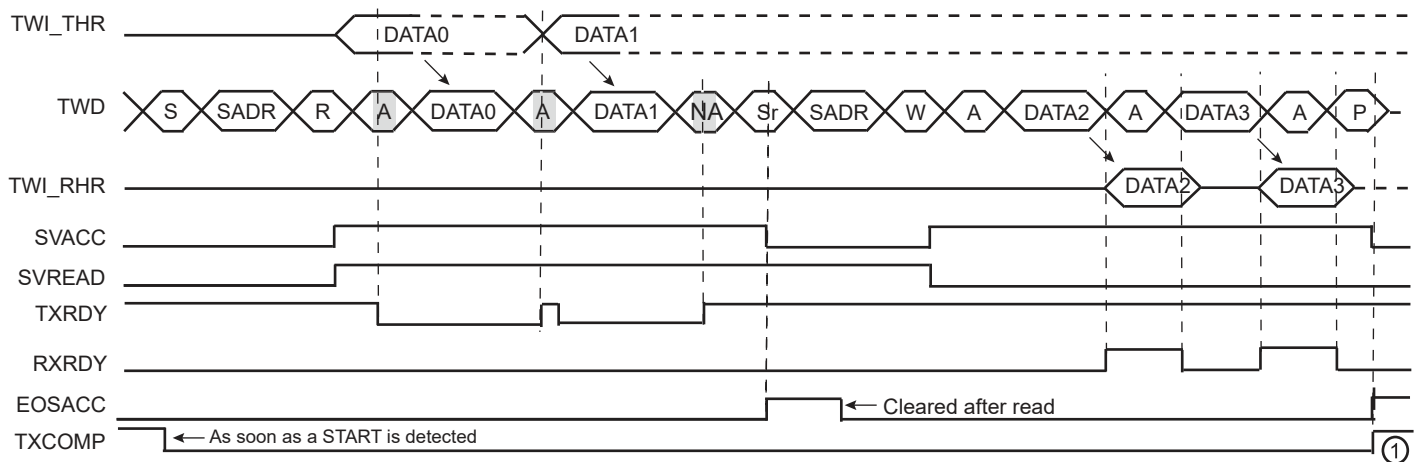 TWI_THR DATA0 DATA1
TWD S SADR R A DATA0 A DATA1 NA Sr SADR W A DATA2 A DATA3 A P
TWI_RHR DATA2 DATA3
SVACC
SVREAD
TXRDY
RXRDY
EOSACC Cleared after read
TXCOMP As soon as a START is detected 1